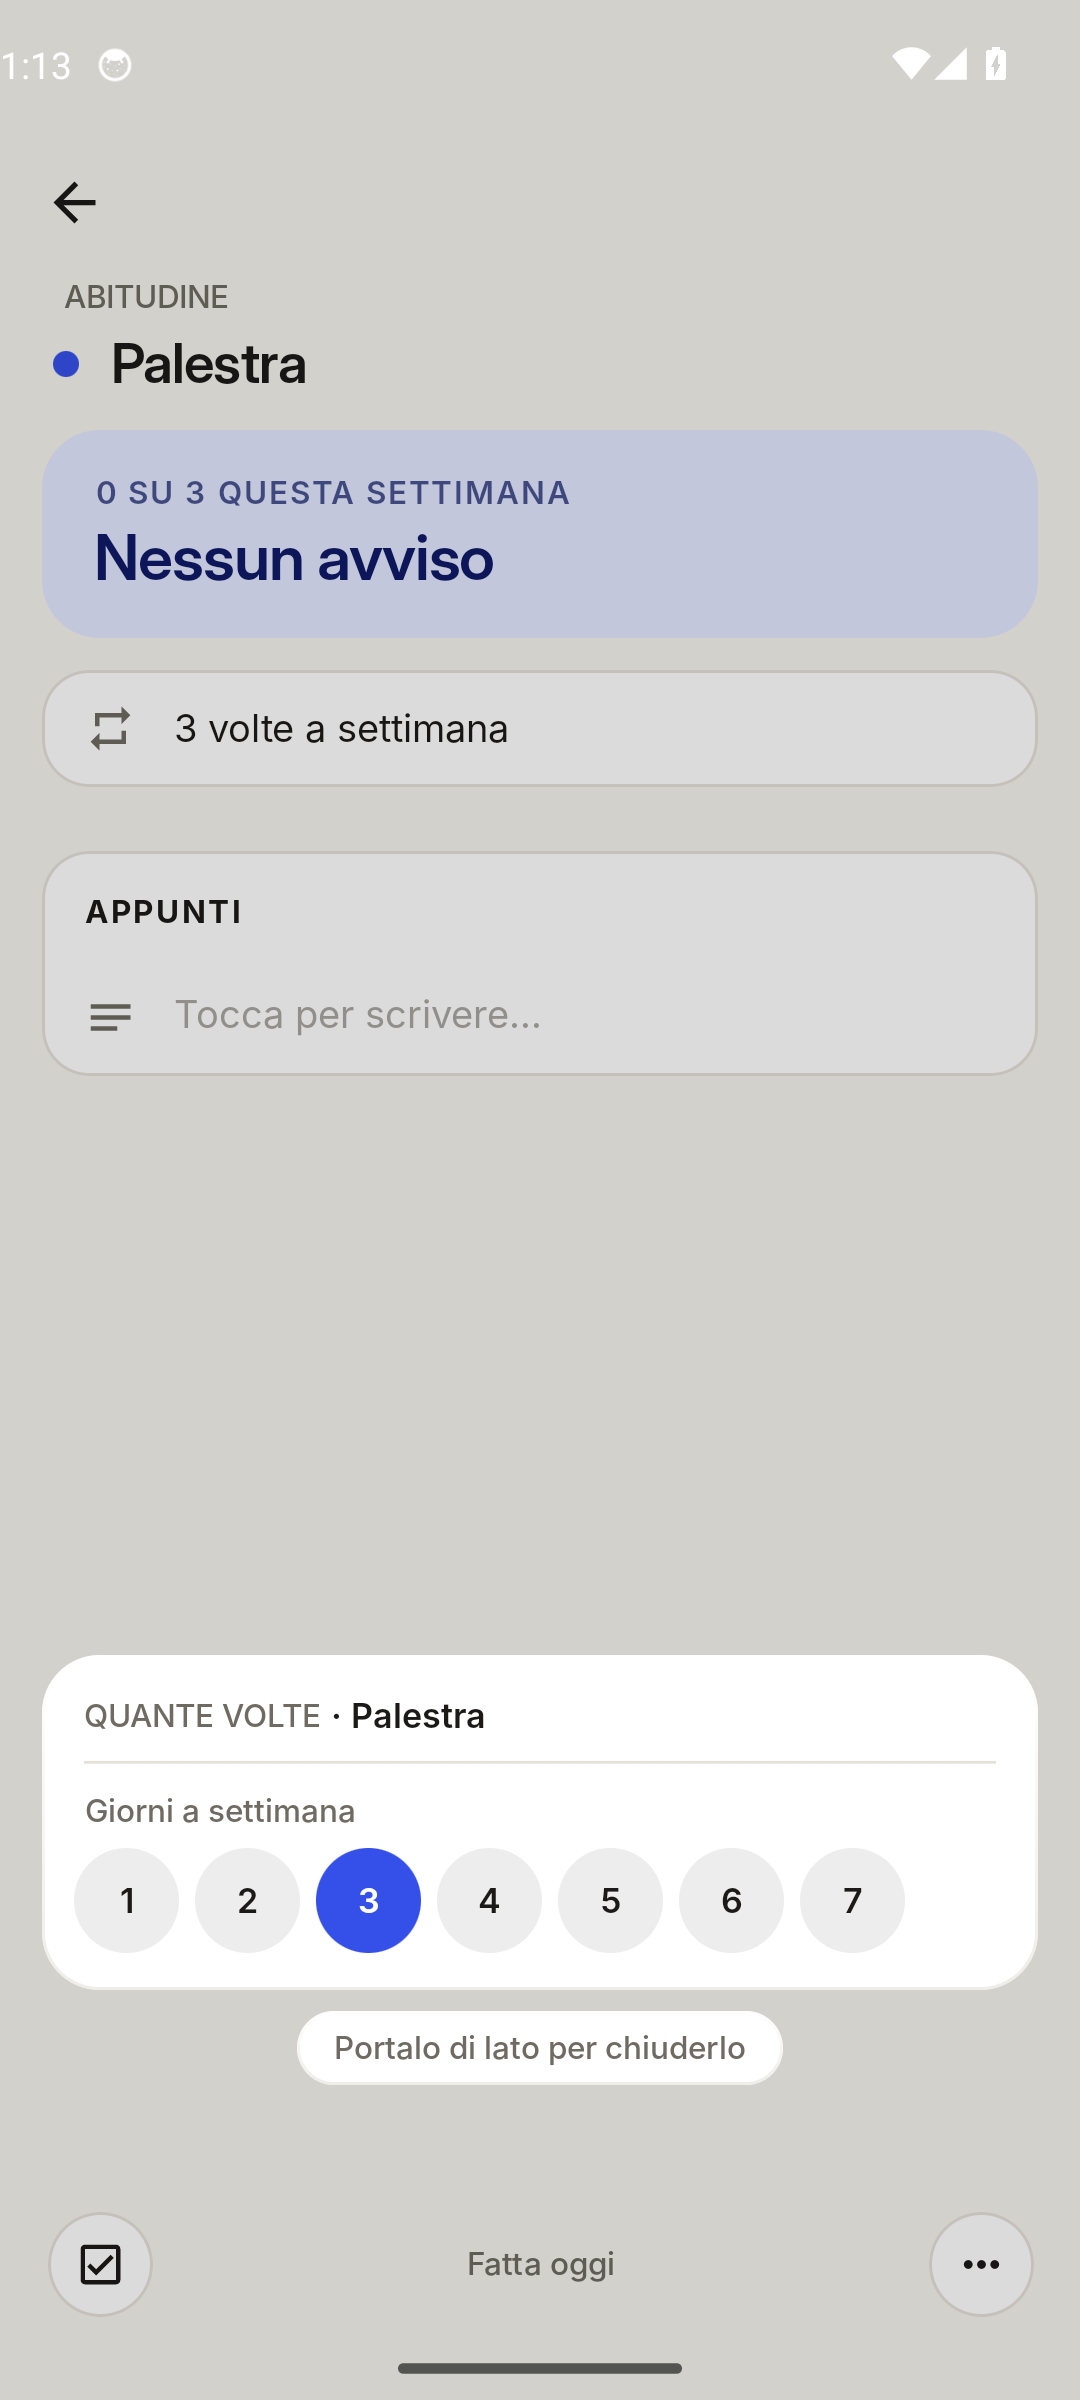 1:13
ABITUDINE
Palestra
0 SU 3 QUESTA SETTIMANA
Nessun avviso
3 volte a settimana
APPUNTI
Tocca per scrivere...
QUANTE VOLTE · Palestra
Giorni a settimana
1 2 3 4 5 6 7
Portalo di lato per chiuderlo
Fatta oggi